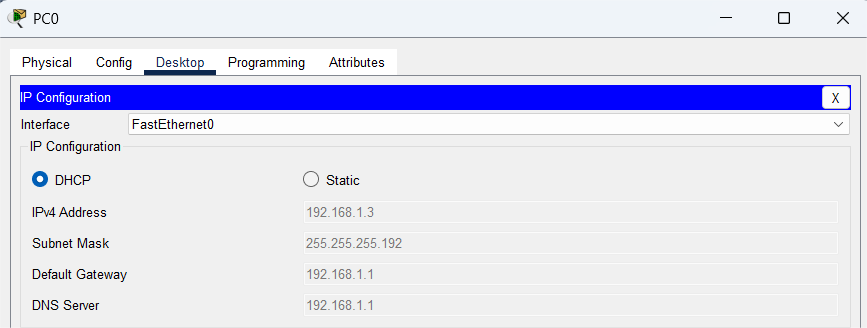 PC0
Physical Config Desktop Programming Attributes
IP Configuration X
Interface FastEthernet0
IP Configuration
DHCP Static
IPv4 Address 192.168.1.3
Subnet Mask 255.255.255.192
Default Gateway 192.168.1.1
DNS Server 192.168.1.1